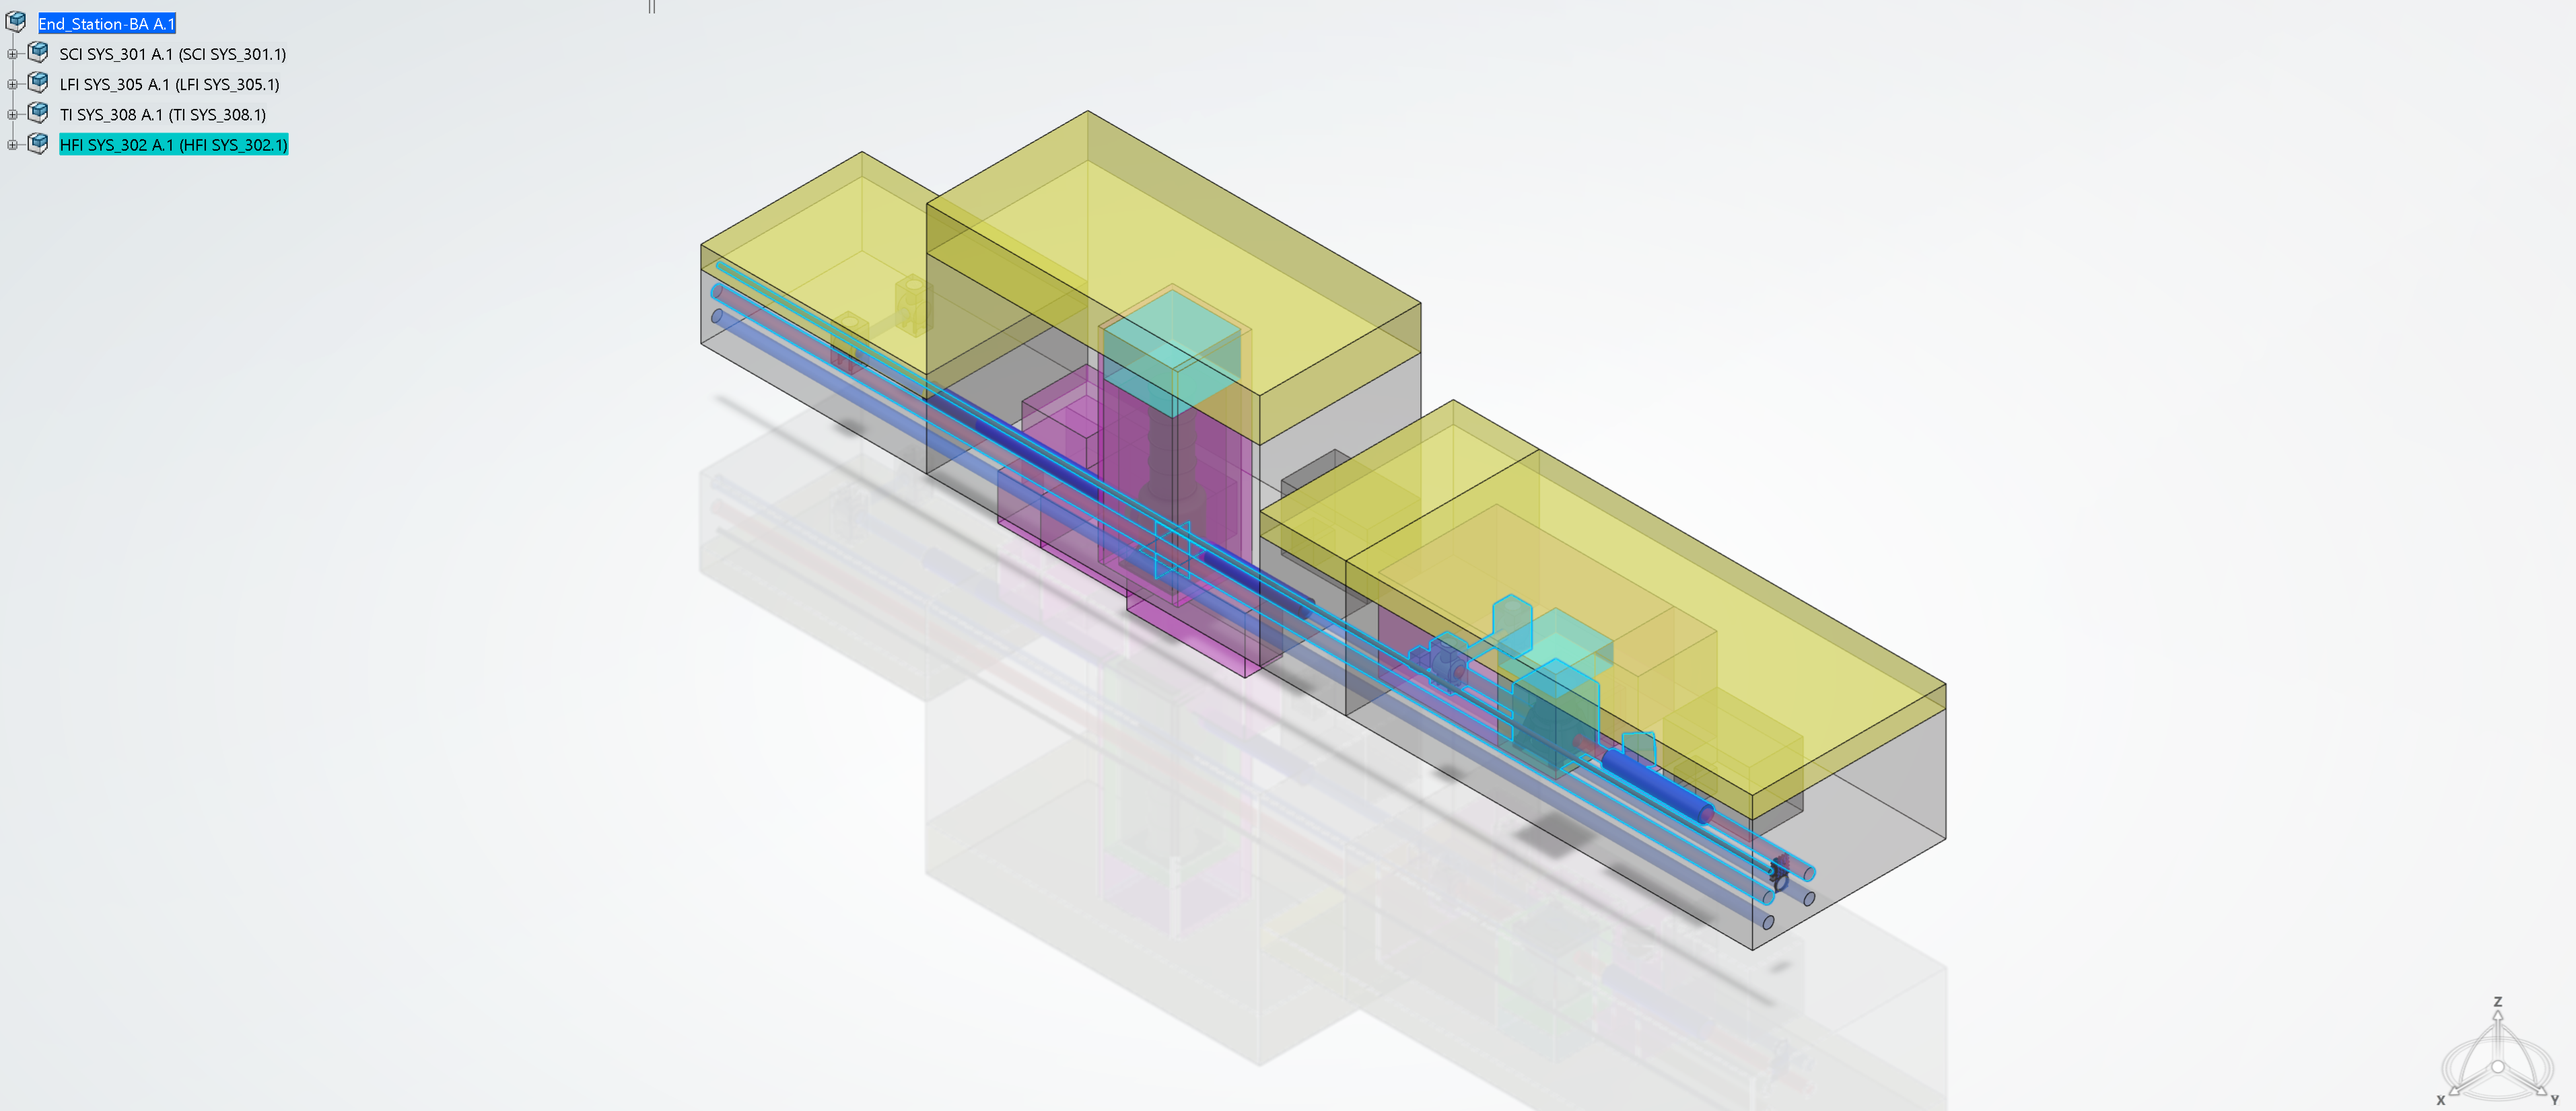 End_Station-BA A.1
SCI SYS_301 A.1 (SCI SYS_301.1)
LFI SYS_305 A.1 (LFI SYS_305.1)
TI SYS_308 A.1 (TI SYS_308.1)
HFI SYS_302 A.1 (HFI SYS_302.1)
Z
X
Y